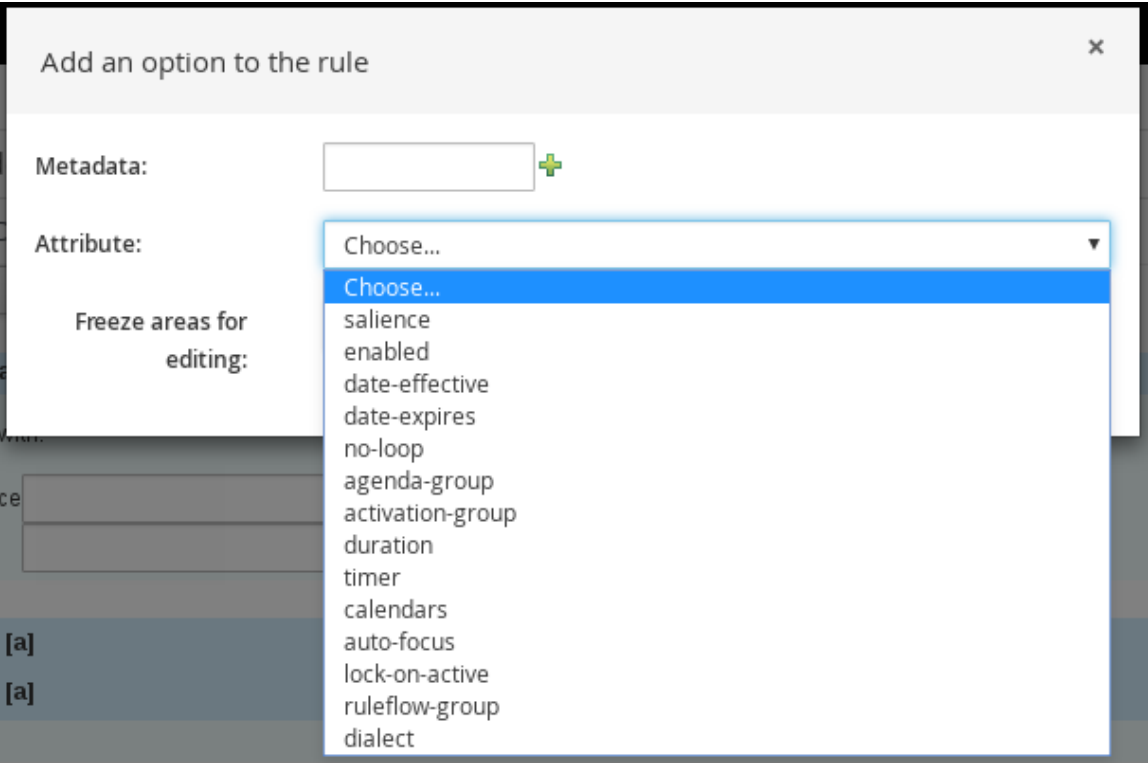 Add an option to the rule ×
Metadata:
Attribute: Choose...
Choose...
salience
enabled
date-effective
date-expires
no-loop
agenda-group
activation-group
duration
timer
calendars
auto-focus
lock-on-active
ruleflow-group
dialect
Freeze areas for
editing:
ce
[a]
[a]